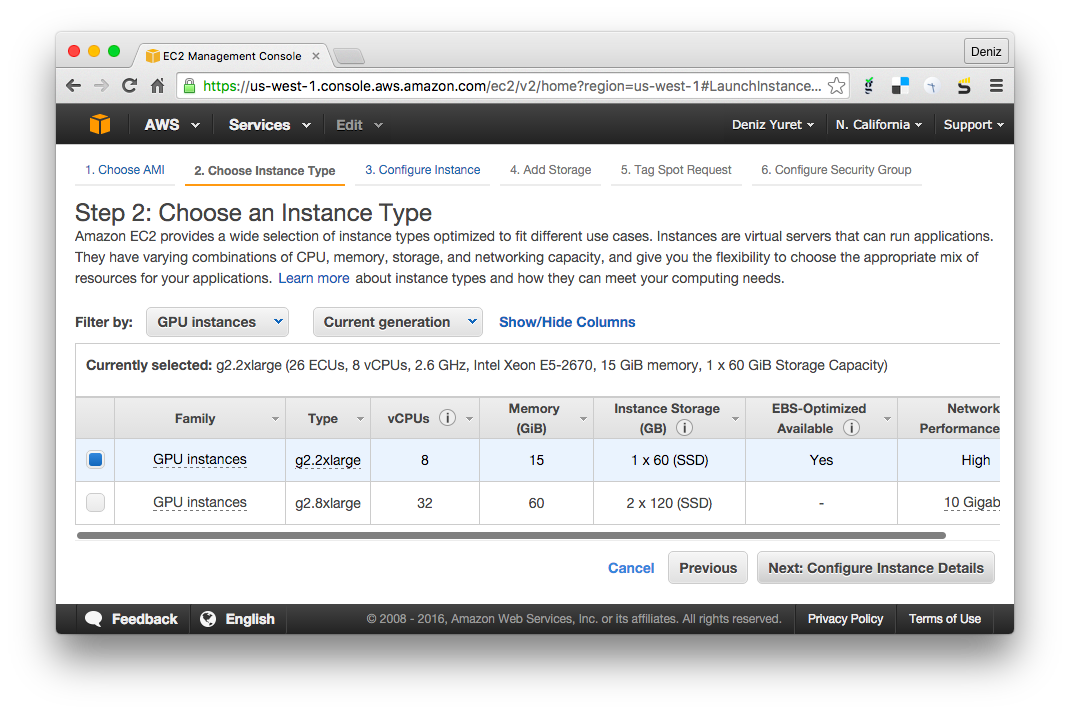 EC2 Management Console
Deniz
https://us-west-1.console.aws.amazon.com/ec2/v2/home?region=us-west-1#LaunchInstance...
AWS Services Edit Deniz Yuret N. California Support
1. Choose AMI 2. Choose Instance Type 3. Configure Instance 4. Add Storage 5. Tag Spot Request 6. Configure Security Group
Step 2: Choose an Instance Type
Amazon EC2 provides a wide selection of instance types optimized to fit different use cases. Instances are virtual servers that can run applications.
They have varying combinations of CPU, memory, storage, and networking capacity, and give you the flexibility to choose the appropriate mix of
resources for your applications. Learn more about instance types and how they can meet your computing needs.
Filter by: GPU instances Current generation Show/Hide Columns
Currently selected: g2.2xlarge (26 ECUs, 8 vCPUs, 2.6 GHz, Intel Xeon E5-2670, 15 GiB memory, 1 x 60 GiB Storage Capacity)
Family Type vCPUs Memory (GiB) Instance Storage (GB) EBS-Optimized Available Network Performance
GPU instances g2.2xlarge 8 15 1 x 60 (SSD) Yes High
GPU instances g2.8xlarge 32 60 2 x 120 (SSD) - 10 Gigab
Cancel Previous Next: Configure Instance Details
Feedback English © 2008 - 2016, Amazon Web Services, Inc. or its affiliates. All rights reserved. Privacy Policy Terms of Use